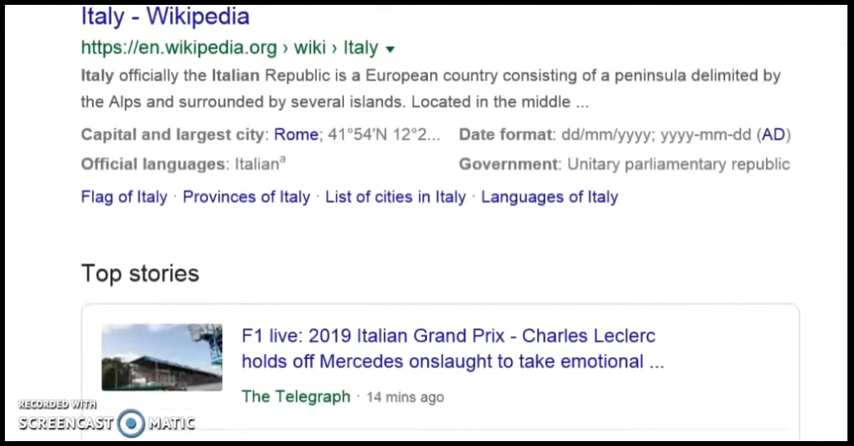 Italy - Wikipedia
https://en.wikipedia.org › wiki › Italy
Italy officially the Italian Republic is a European country consisting of a peninsula delimited by
the Alps and surrounded by several islands. Located in the middle ...
Capital and largest city: Rome; 41°54′N 12°2... Date format: dd/mm/yyyy; yyyy-mm-dd (AD)
Official languages: Italianª Government: Unitary parliamentary republic
Flag of Italy · Provinces of Italy · List of cities in Italy · Languages of Italy
Top stories
F1 live: 2019 Italian Grand Prix - Charles Leclerc
holds off Mercedes onslaught to take emotional ...
The Telegraph · 14 mins ago
RECORDED WITH
SCREENCAST MATIC